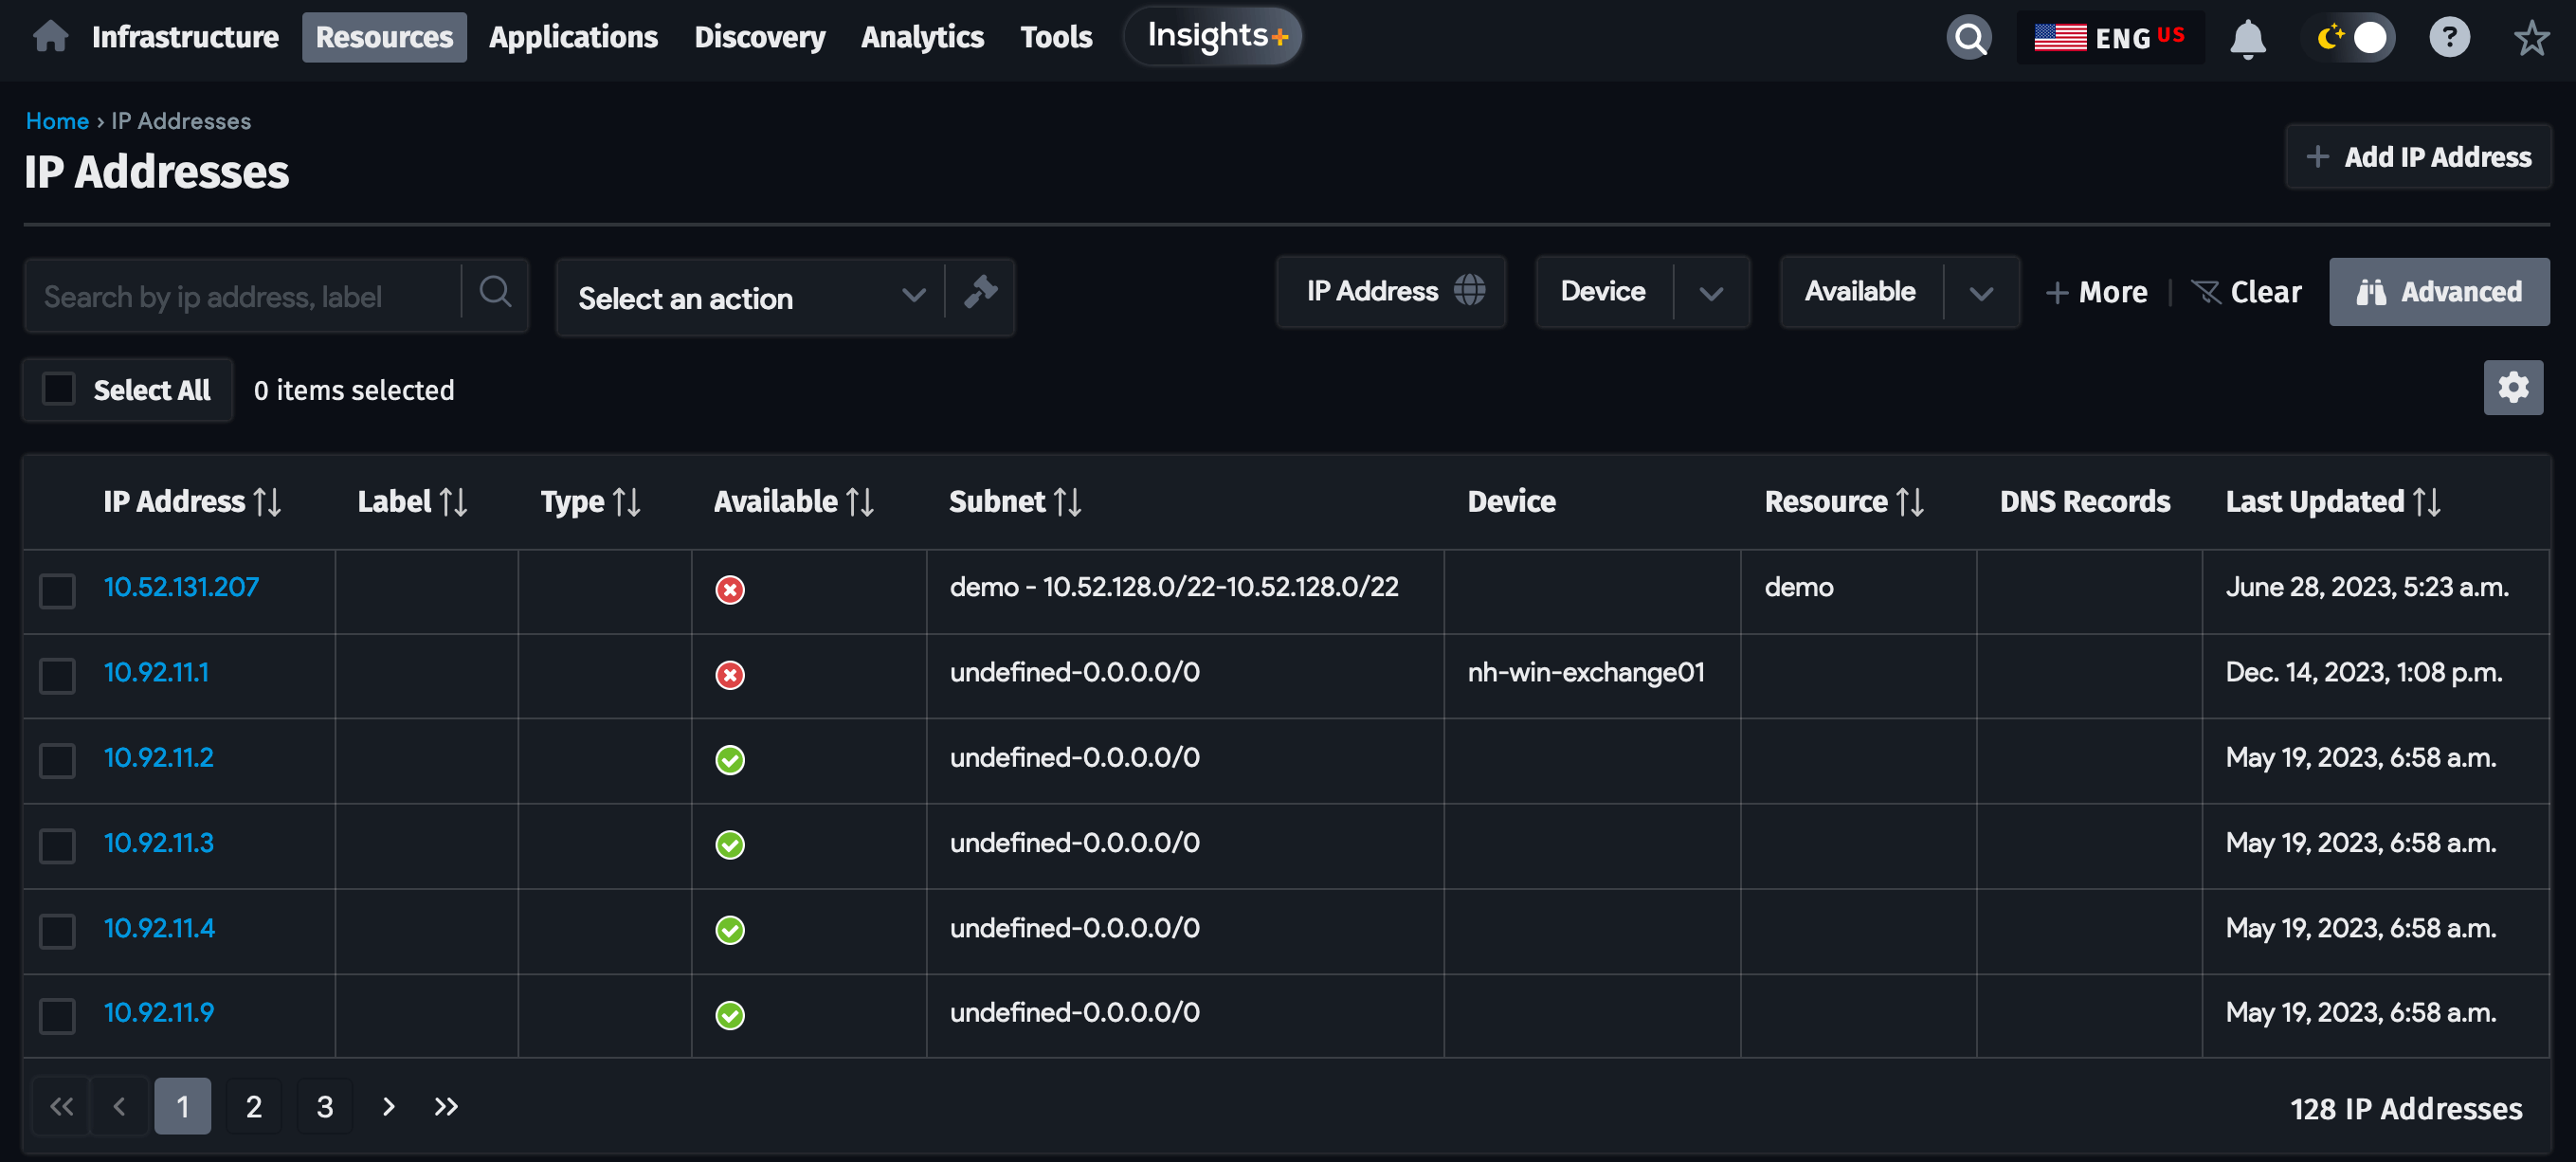 Infrastructure Resources Applications Discovery Analytics Tools Insights+ ENG US ?
Home › IP Addresses
IP Addresses
+ Add IP Address
Search by ip address, label Select an action IP Address Device Available + More | Clear Advanced
Select All 0 items selected
IP Address Label Type Available Subnet Device Resource DNS Records Last Updated
10.52.131.207 demo - 10.52.128.0/22-10.52.128.0/22 demo June 28, 2023, 5:23 a.m.
10.92.11.1 undefined-0.0.0.0/0 nh-win-exchange01 Dec. 14, 2023, 1:08 p.m.
10.92.11.2 undefined-0.0.0.0/0 May 19, 2023, 6:58 a.m.
10.92.11.3 undefined-0.0.0.0/0 May 19, 2023, 6:58 a.m.
10.92.11.4 undefined-0.0.0.0/0 May 19, 2023, 6:58 a.m.
10.92.11.9 undefined-0.0.0.0/0 May 19, 2023, 6:58 a.m.
« ‹ 1 2 3 › » 128 IP Addresses